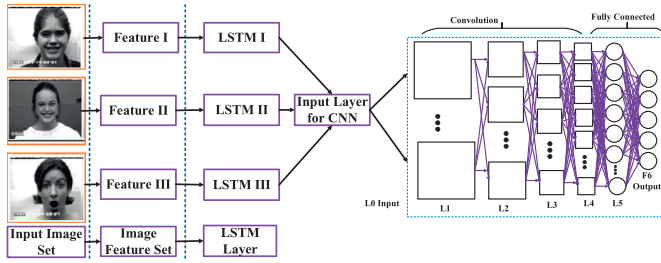 Convolution
Fully Connected
Feature I
LSTM I
Feature II
LSTM II
Input Layer
for CNN
Feature III
LSTM III
F6
Output
L0 Input
L1
L2
L3
L4
L5
Input Image
Set
Image
Feature Set
LSTM
Layer